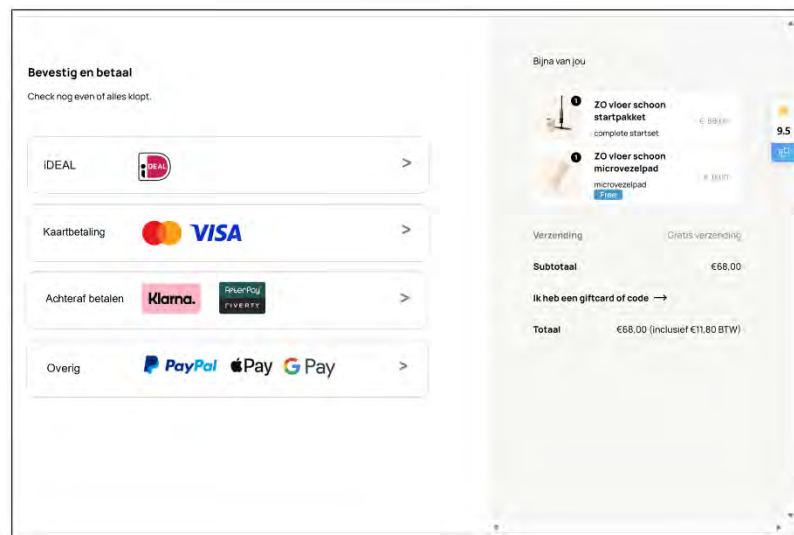 Bevestig en betaal
Check nog even of alles klopt.
iDEAL
iDEAL
Kaartbetaling
VISA
Achteraf betalen
Klarna.
AfterPay
RIVERTY
Overig
PayPal
Pay
G Pay
Bijna van jou
1
ZO vloer schoon
startpakket
complete startset
1
ZO vloer schoon
microvezelpad
microvezelpad
Free!
9.5
Verzending Gratis verzending
Subtotaal €68,00
Ik heb een giftcard of code →
Totaal €68,00 (inclusief €11.80 BTW)